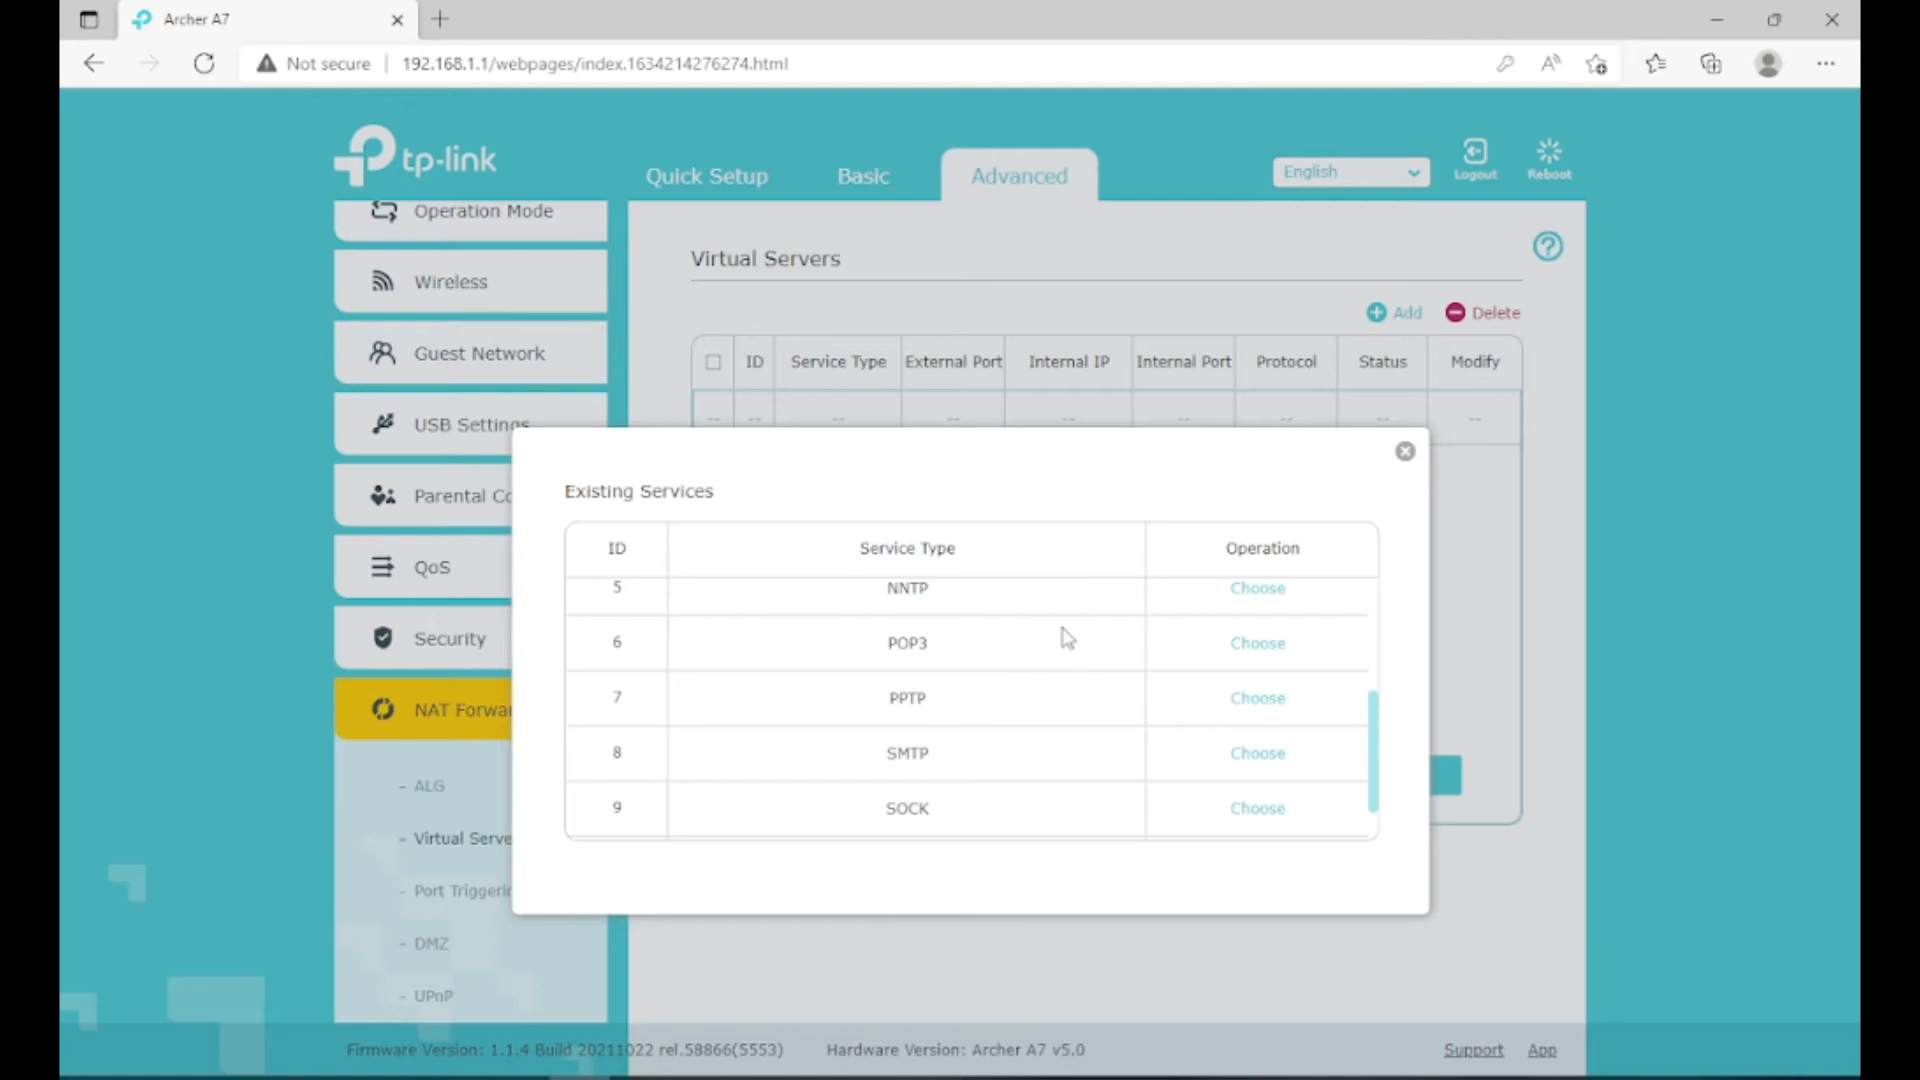 Archer A7
Not secure
192.168.1.1/webpages/index.1634214276274.html
tp-link
Quick Setup
Basic
Advanced
English
Logout
Reboot
Operation Mode
Wireless
Guest Network
USB Settings
Parental Co
QoS
Security
NAT Forwa
- ALG
- Virtual Serve
- Port Triggerin
- DMZ
- UPnP
Virtual Servers
Add
Delete
ID
Service Type
External Port
Internal IP
Internal Port
Protocol
Status
Modify
-- -- -- -- -- -- -- -- --
Existing Services
ID Service Type Operation
5 NNTP Choose
6 POP3 Choose
7 PPTP Choose
8 SMTP Choose
9 SOCK Choose
Firmware Version: 1.1.4 Build 20211022 rel.58866(5553)
Hardware Version: Archer A7 v5.0
Support
App